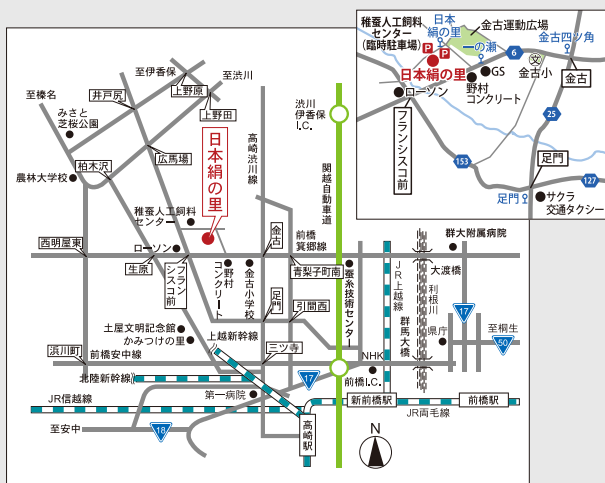 稚蚕人工飼料
センター
(臨時駐車場)
日本
絹の里
金古運動広場
P
P
日本絹の里
一の瀬
6
金古四ツ角
文
金古小
金古
GS
野村
コンクリート
ローソン
フランシスコ前
25
153
足門
127
足門
サクラ
交通タクシー
至伊香保
至渋川
至榛名
井戸尻
上野原
上野田
みさと
芝桜公園
渋川
伊香保
I.C.
高崎渋川線
日本絹の里
広馬場
柏木沢
農林大学校
関越自動車道
稚蚕人工飼料
センター
西明屋東
ローソン
生原
フランシスコ前
野村コンクリート
金古小学校
金古
前橋
箕郷線
青梨子町南
足門
引間西
蚕糸技術センター
JR上越線
群大附属病院
大渡橋
利根川
群馬大橋
県庁
17
至桐生
50
土屋文明記念館
かみつけの里
上越新幹線
三ツ寺
浜川町
前橋安中線
北陸新幹線
17
NHK
前橋I.C.
第一病院
JR信越線
新前橋駅
前橋駅
JR両毛線
至安中
18
高崎駅
N